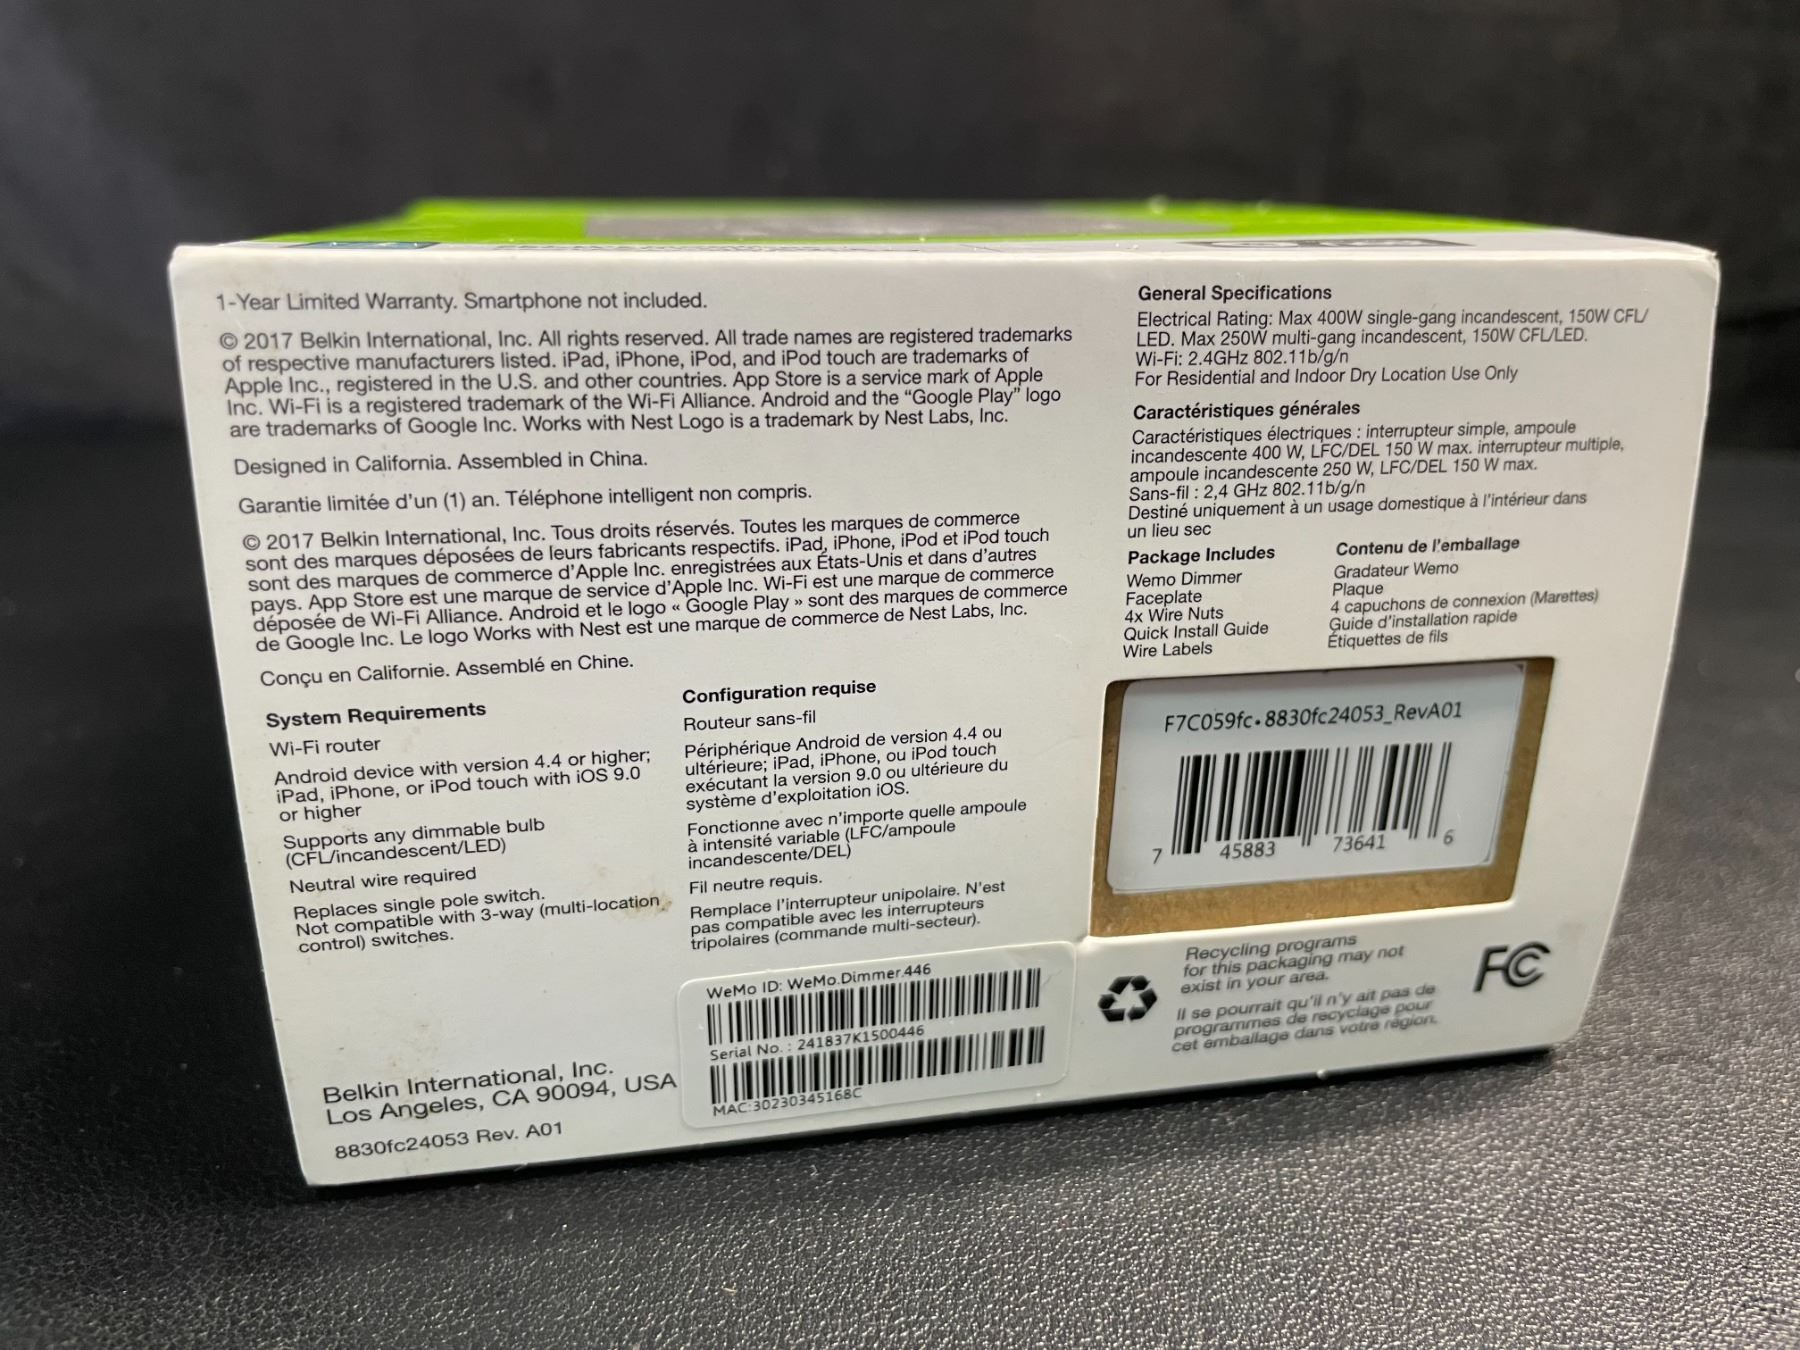 1-Year Limited Warranty. Smartphone not included.
© 2017 Belkin International, Inc. All rights reserved. All trade names are registered trademarks
of respective manufacturers listed. iPad, iPhone, iPod, and iPod touch are trademarks of
Apple Inc., registered in the U.S. and other countries. App Store is a service mark of Apple
Inc. Wi-Fi is a registered trademark of the Wi-Fi Alliance. Android and the “Google Play” logo
are trademarks of Google Inc. Works with Nest Logo is a trademark by Nest Labs, Inc.
Designed in California. Assembled in China.
Garantie limitée d’un (1) an. Téléphone intelligent non compris.
© 2017 Belkin International, Inc. Tous droits réservés. Toutes les marques de commerce
sont des marques déposées de leurs fabricants respectifs. iPad, iPhone, iPod et iPod touch
sont des marques de commerce d’Apple Inc. enregistrées aux États-Unis et dans d’autres
pays. App Store est une marque de service d’Apple Inc. Wi-Fi est une marque de commerce
déposée de Wi-Fi Alliance. Android et le logo « Google Play » sont des marques de commerce
de Google Inc. Le logo Works with Nest est une marque de commerce de Nest Labs, Inc.
Conçu en Californie. Assemblé en Chine.
System Requirements
Wi-Fi router
Android device with version 4.4 or higher;
iPad, iPhone, or iPod touch with iOS 9.0
or higher
Supports any dimmable bulb
(CFL/incandescent/LED)
Neutral wire required
Replaces single pole switch.
Not compatible with 3-way (multi-location
control) switches.
Configuration requise
Routeur sans-fil
Périphérique Android de version 4.4 ou
ultérieure; iPad, iPhone, ou iPod touch
exécutant la version 9.0 ou ultérieure du
système d’exploitation iOS.
Fonctionne avec n’importe quelle ampoule
à intensité variable (LFC/ampoule
incandescente/DEL)
Fil neutre requis.
Remplace l’interrupteur unipolaire. N’est
pas compatible avec les interrupteurs
tripolaires (commande multi-secteur).
Belkin International, Inc.
Los Angeles, CA 90094, USA
8830fc24053 Rev. A01
WeMo ID: WeMo.Dimmer.446
Serial No. : 241837K1500446
MAC:30230345168C
General Specifications
Electrical Rating: Max 400W single-gang incandescent, 150W CFL/
LED. Max 250W multi-gang incandescent, 150W CFL/LED.
Wi-Fi: 2.4GHz 802.11b/g/n
For Residential and Indoor Dry Location Use Only
Caractéristiques générales
Caractéristiques électriques : interrupteur simple, ampoule
incandescente 400 W, LFC/DEL 150 W max. interrupteur multiple,
ampoule incandescente 250 W, LFC/DEL 150 W max.
Sans-fil : 2,4 GHz 802.11b/g/n
Destiné uniquement à un usage domestique à l’intérieur dans
un lieu sec
Package Includes
Wemo Dimmer
Faceplate
4x Wire Nuts
Quick Install Guide
Wire Labels
Contenu de l’emballage
Gradateur Wemo
Plaque
4 capuchons de connexion (Marettes)
Guide d’installation rapide
Étiquettes de fils
F7C059fc•8830fc24053_RevA01
7 45883 73641 6
Recycling programs
for this packaging may not
exist in your area.
Il se pourrait qu’il n’y ait pas de
programmes de recyclage pour
cet emballage dans votre région.
FC